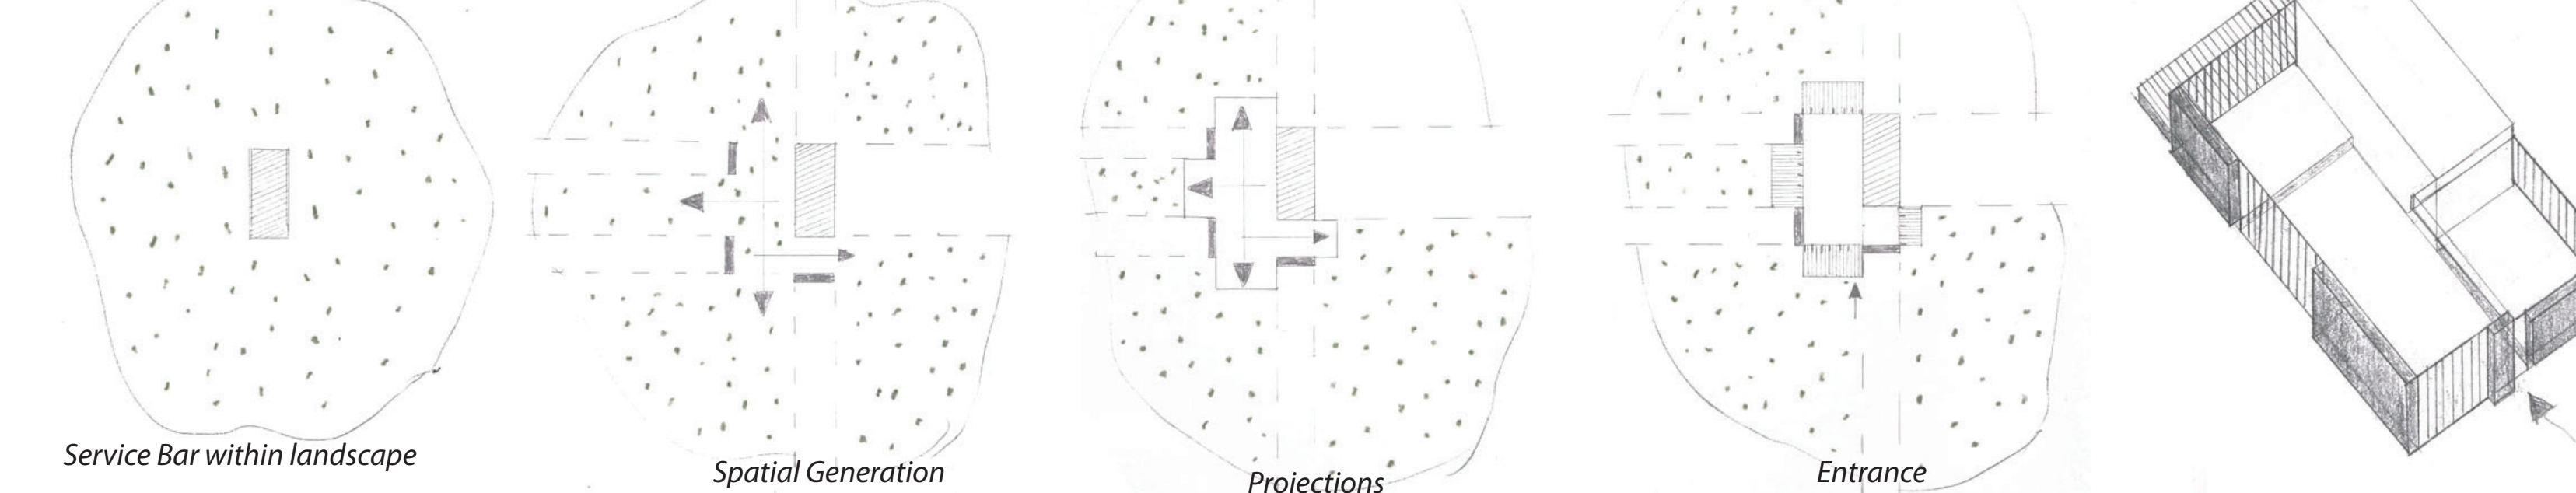 Service Bar within landscape
Spatial Generation
Projections
Entrance